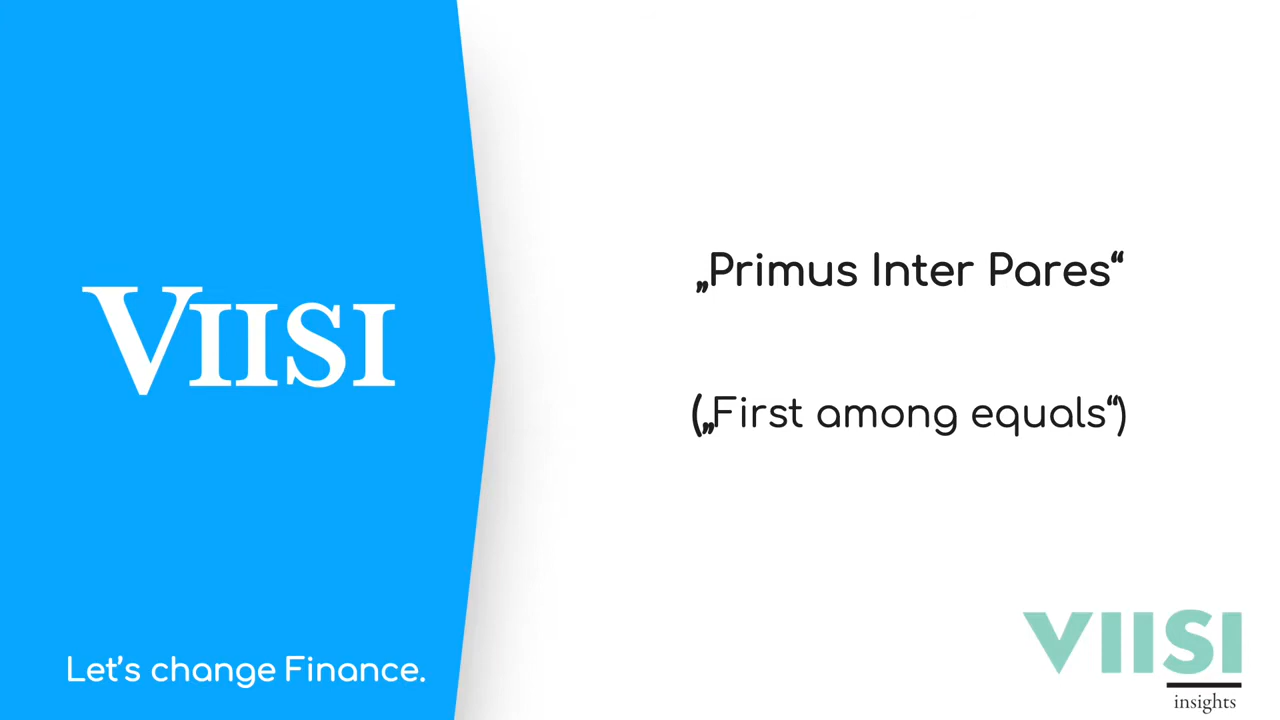 VIISI
Let's change Finance.
„Primus Inter Pares“
(„First among equals“)
VIISI
insights